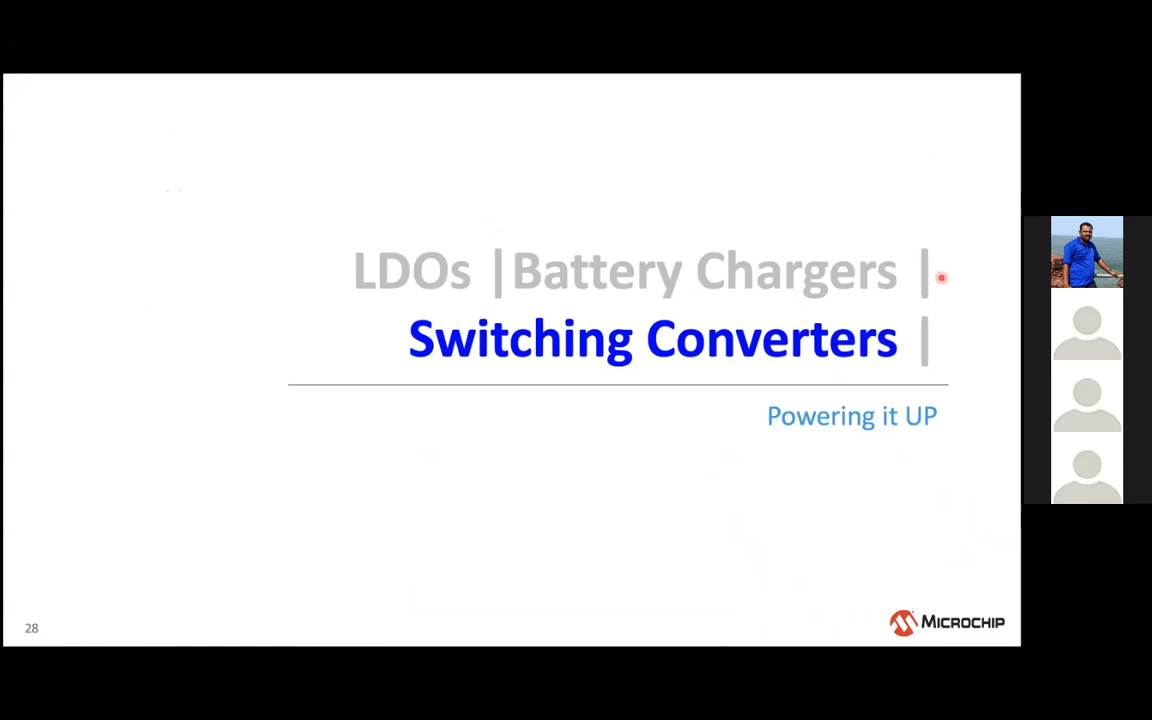 LDOs |Battery Chargers |
Switching Converters |
Powering it UP
28
MICROCHIP